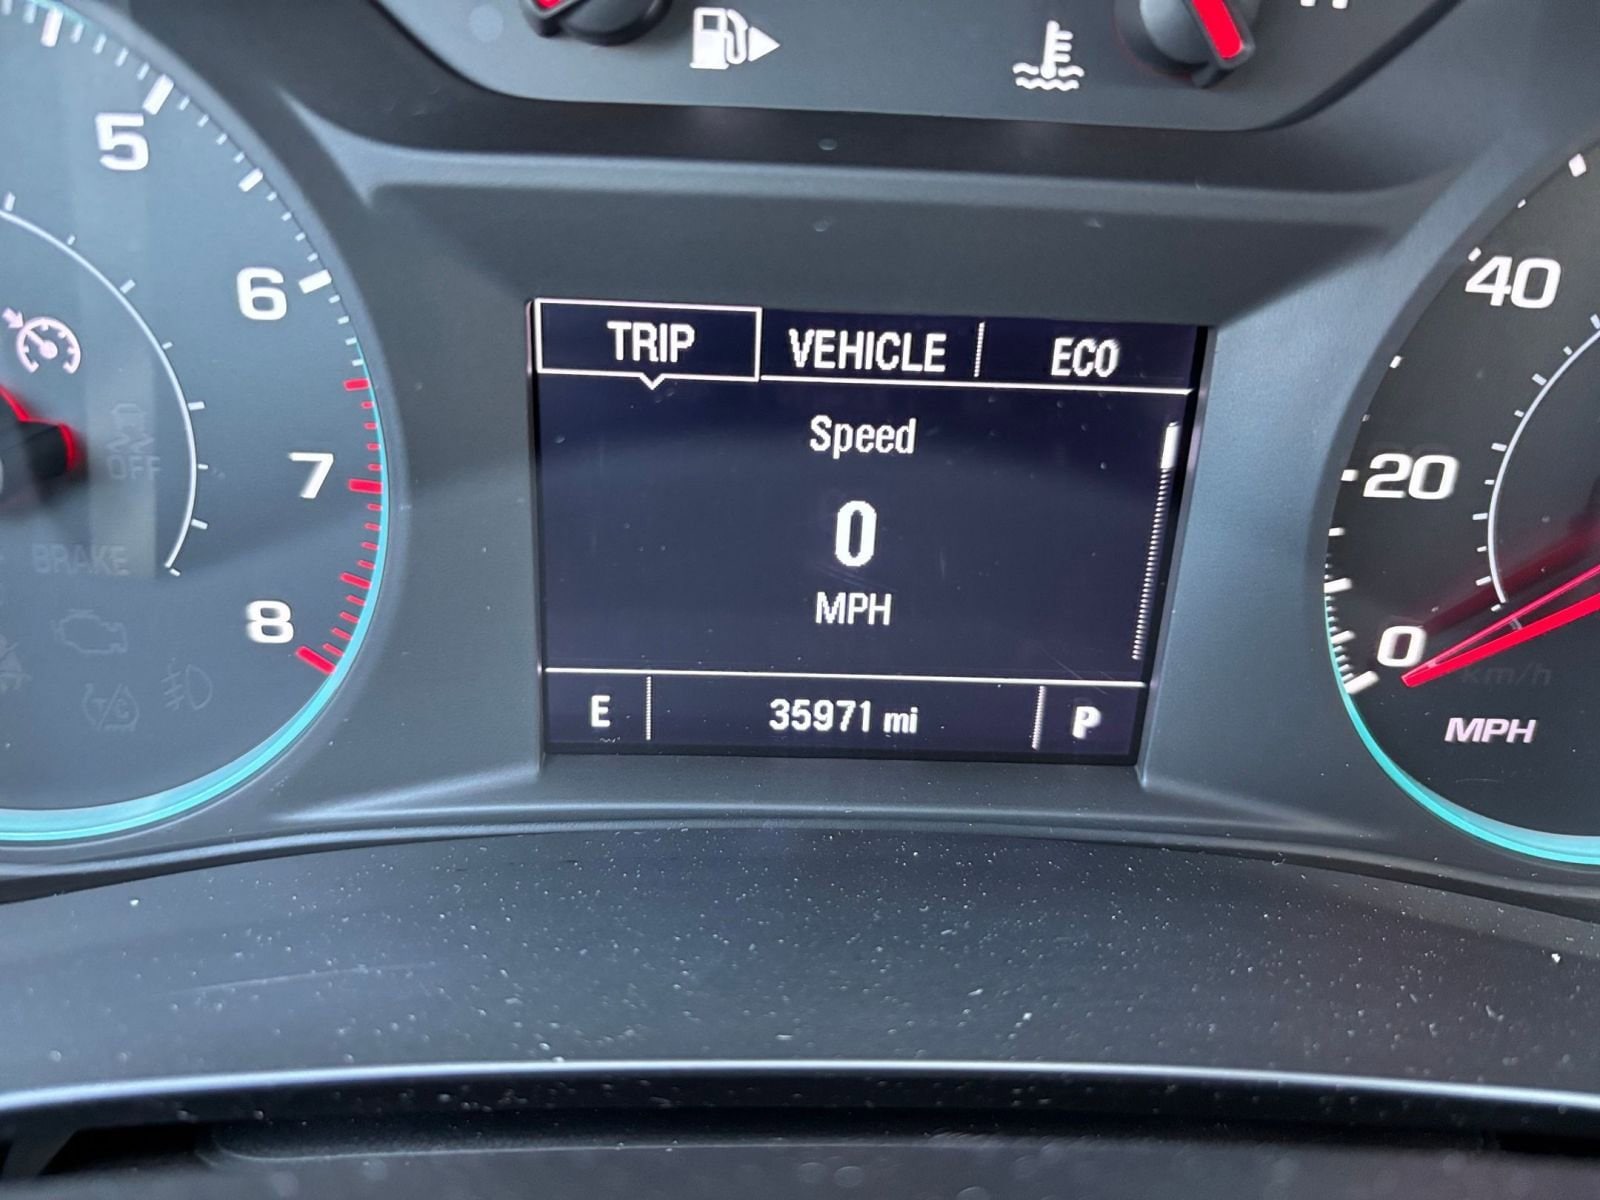 5
6
7
8
OFF
BRAKE
TRIP VEHICLE ECO
Speed
0
MPH
E 35971 mi P
40
20
0
km/h
MPH